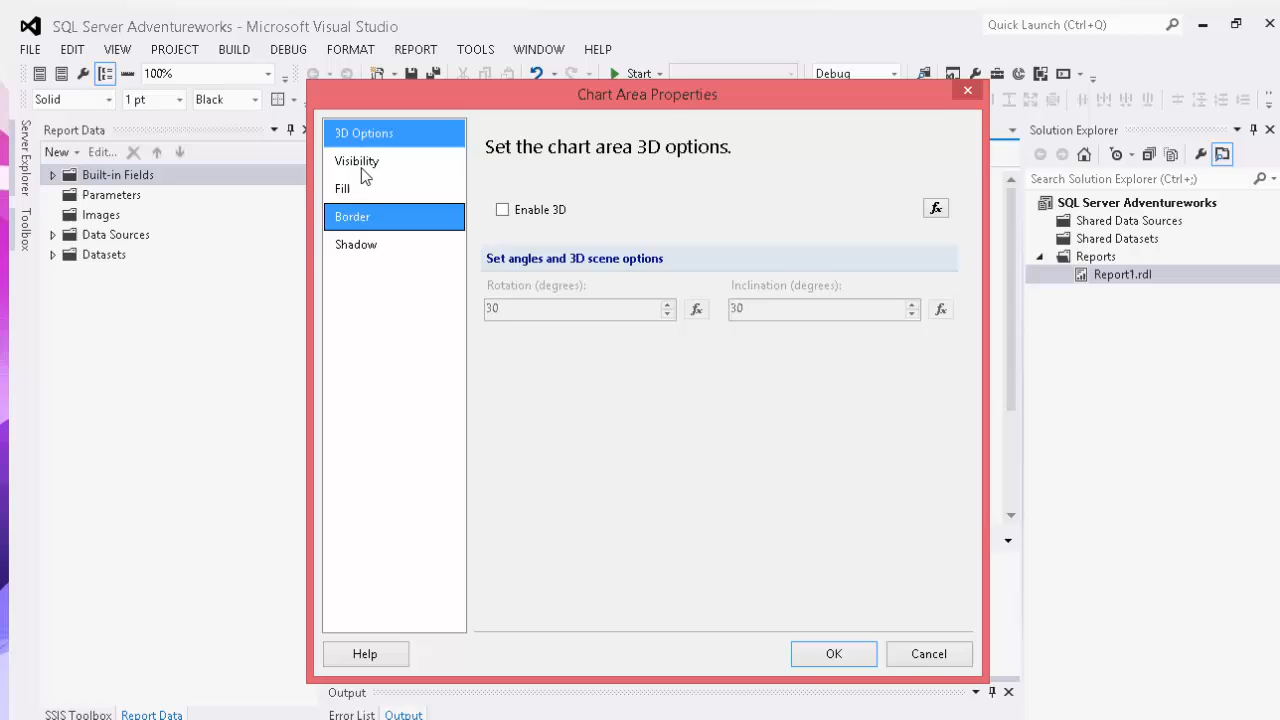 SQL Server Adventureworks - Microsoft Visual Studio
Quick Launch (Ctrl+Q)
FILE EDIT VIEW PROJECT BUILD DEBUG FORMAT REPORT TOOLS WINDOW HELP
100%
Start
Debug
Solid 1 pt Black
Chart Area Properties
Server Explorer
Toolbox
Report Data
New Edit...
Built-in Fields
Parameters
Images
Data Sources
Datasets
3D Options
Visibility
Fill
Border
Shadow
Set the chart area 3D options.
Enable 3D
fx
Set angles and 3D scene options
Rotation (degrees): Inclination (degrees):
30 fx 30 fx
Help OK Cancel
Solution Explorer
Search Solution Explorer (Ctrl+;)
SQL Server Adventureworks
Shared Data Sources
Shared Datasets
Reports
Report1.rdl
Output
SSIS Toolbox Report Data Error List Output